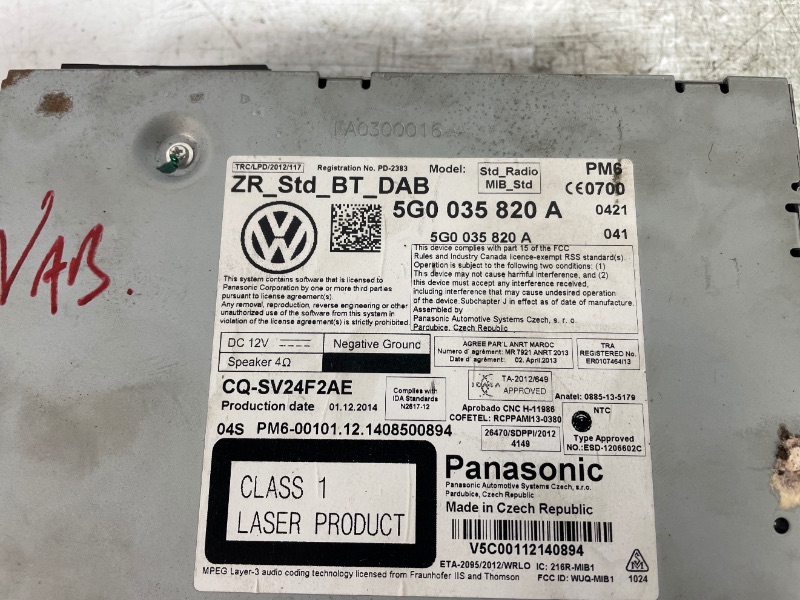 FA0300016
VAB.
TRC/LPD/2012/117 Registration No. PD-2383 Model: Std_Radio MIB_Std PM6
ZR_Std_BT_DAB CE0700
5G0 035 820 A 0421
5G0 035 820 A 041
This device complies with part 15 of the FCC
Rules and Industry Canada licence-exempt RSS standard(s).
Operation is subject to the following two conditions: (1)
This device may not cause harmful interference, and (2)
this device must accept any interference received,
including interference that may cause undesired operation
of the device.Subchapter J in effect as of date of manufacture.
Assembled by
Panasonic Automotive Systems Czech, s. r. o
Pardubice, Czech Republic
This system contains software that is licensed to
Panasonic Corporation by one or more third parties
pursuant to license agreement(s).
Any removal, reproduction, reverse engineering or other
unauthorized use of the software in this system is in
violation of the license agreement(s) is strictly prohibited
DC 12V Negative Ground
Speaker 4Ω
AGREE PAR L ANRT MAROC
Numero d´agrément: MR 7921 ANRT 2013
Date d´agrément: 02. April.2013
TRA
REGISTERED No.
ER0107464/13
CQ-SV24F2AE
Production date 01.12.2014
Complies with
IDA Standards
N2617-12
ICASA TA-2012/649
APPROVED
Anatel: 0885-13-5179
Aprobado CNC H-11986
COFETEL: RCPPAMI13-0380
NTC
Type Approved
NO.:ESD-1206602C
04S PM6-00101.12.1408500894
26470/SDPPI/2012
4149
CLASS 1
LASER PRODUCT
Panasonic
Panasonic Automotive Systems Czech, s.r.o.
Pardubice, Czech Republic
Made in Czech Republic
V5C00112140894
ETA-2095/2012/WRLO IC: 216R-MIB1
MPEG Layer-3 audio coding technology licensed from Fraunhofer IIS and Thomson FCC ID: WUQ-MIB1 1024